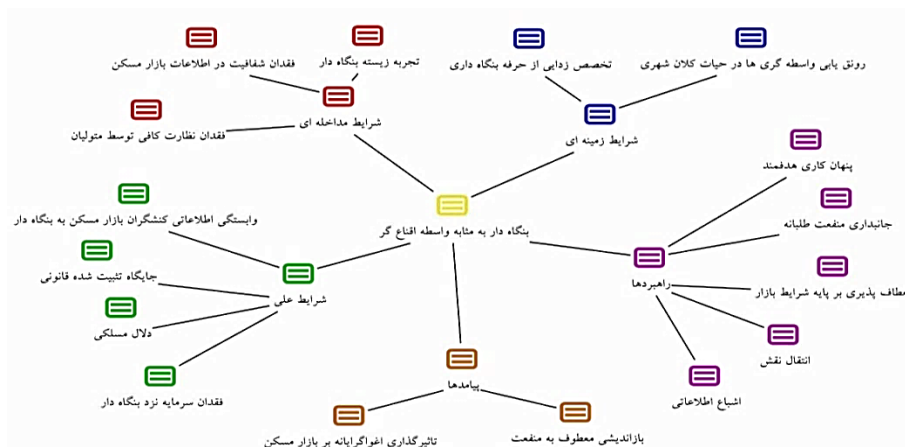 تجربه زیسته بنگاه دار
فقدان شفافیت در اطلاعات بازار مسکن
رونق یابی واسطه گری ها در حیات کلان شهری
تخصص زدایی از حرفه بنگاه داری
شرایط مداخله ای
فقدان نظارت کافی توسط متولیان
شرایط زمینه ای
پنهان کاری هدفمند
وابستگی اطلاعاتی کنشگران بازار مسکن به بنگاه دار
بنگاه دار به مثابه واسطه اقناع گر
جانبداری منفعت طلبانه
جایگاه تثبیت شده قانونی
شرایط علی
راهبردها
عطاف پذیری بر پایه شرایط بازار
دلال مسلکی
انتقال نقش
پیامدها
فقدان سرمایه نزد بنگاه دار
اشباع اطلاعاتی
تاثیرگذاری اغواگرایانه بر بازار مسکن
بازاندیشی معطوف به منفعت